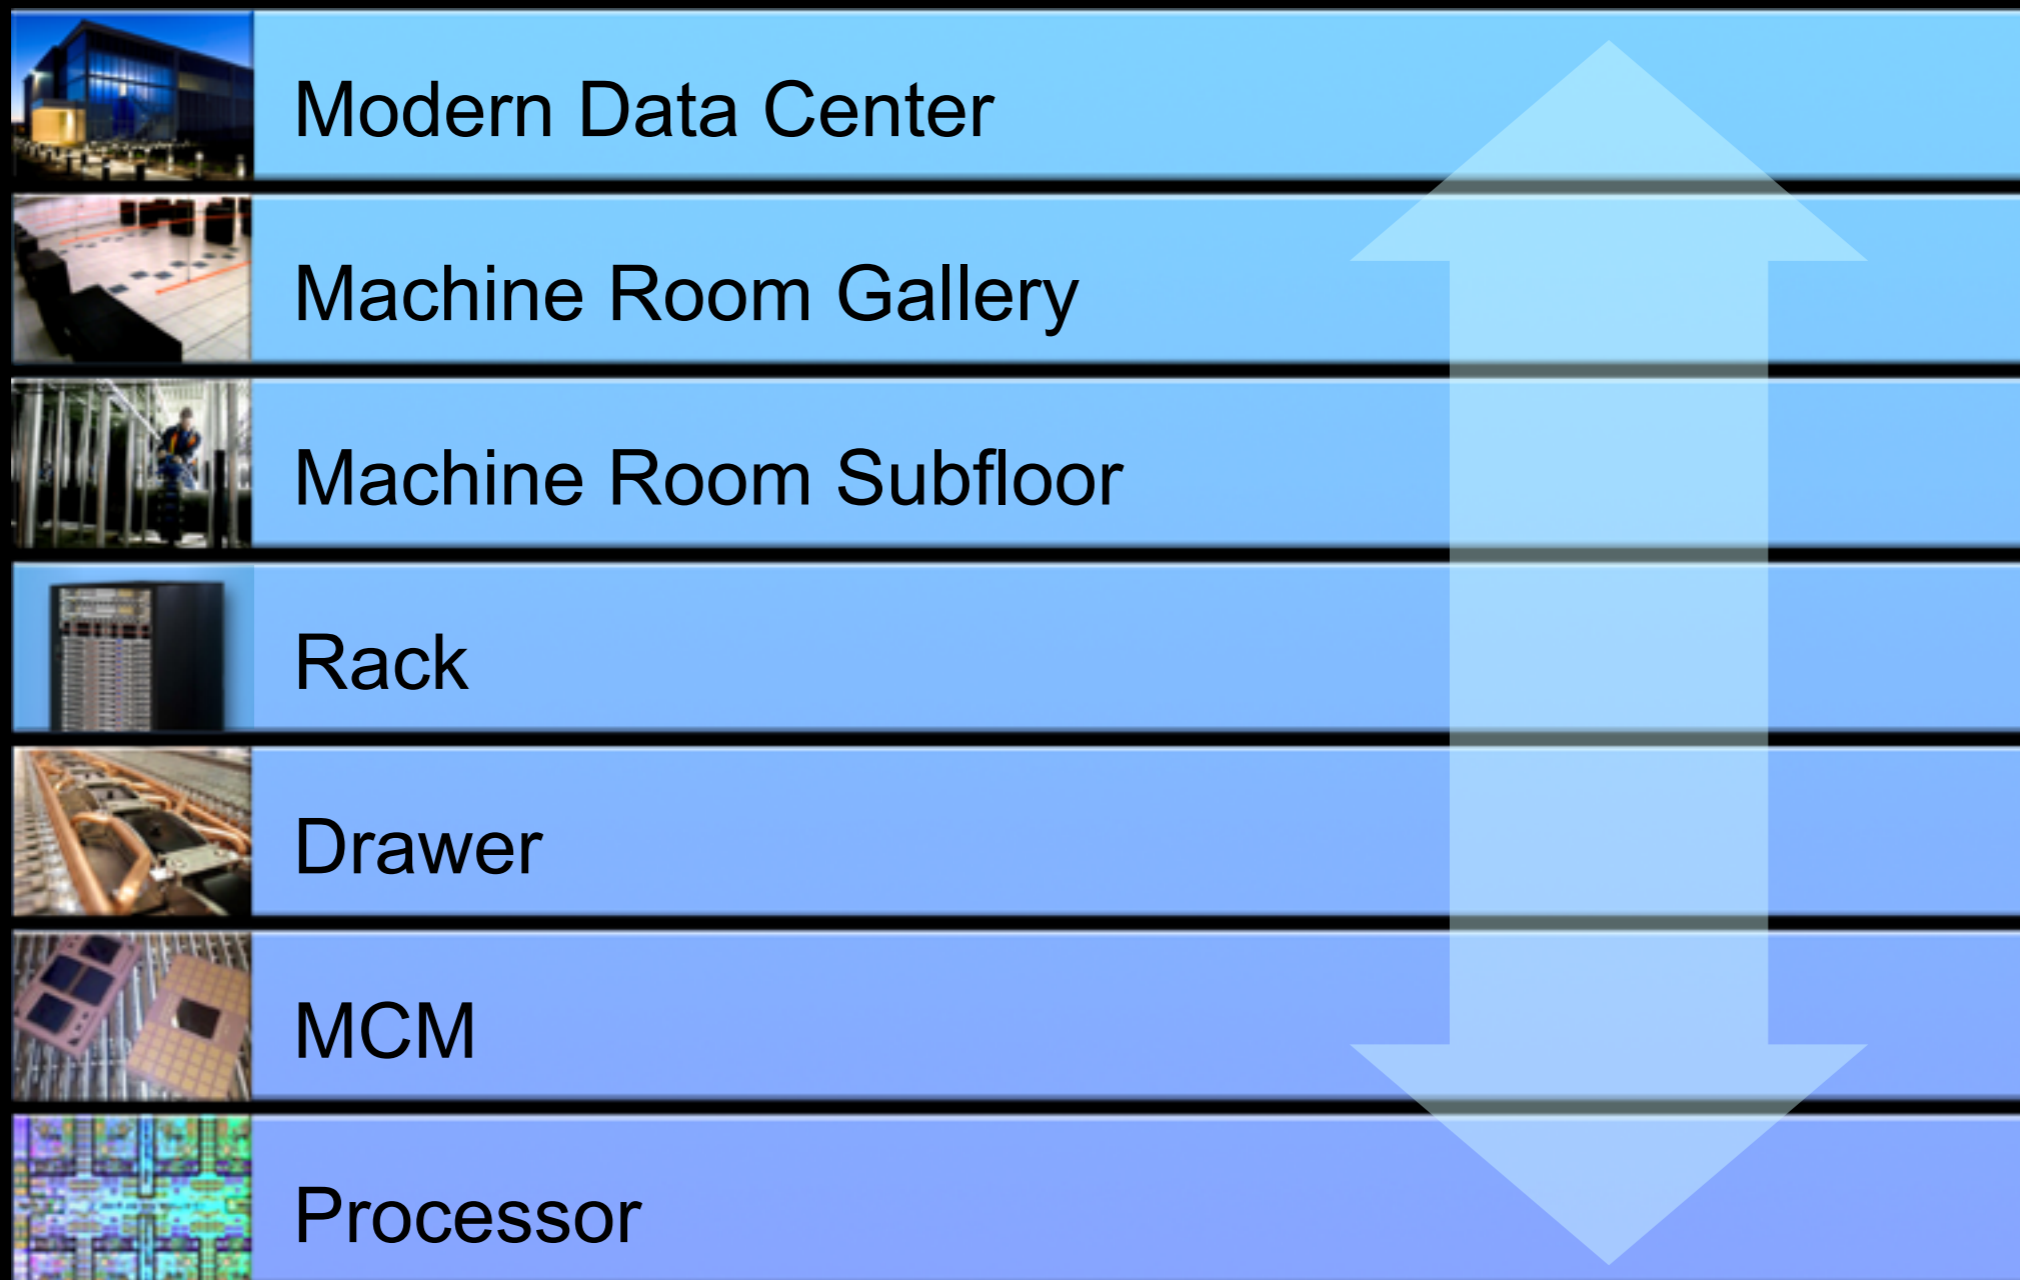 Modern Data Center
Machine Room Gallery
Machine Room Subfloor
Rack
Drawer
MCM
Processor